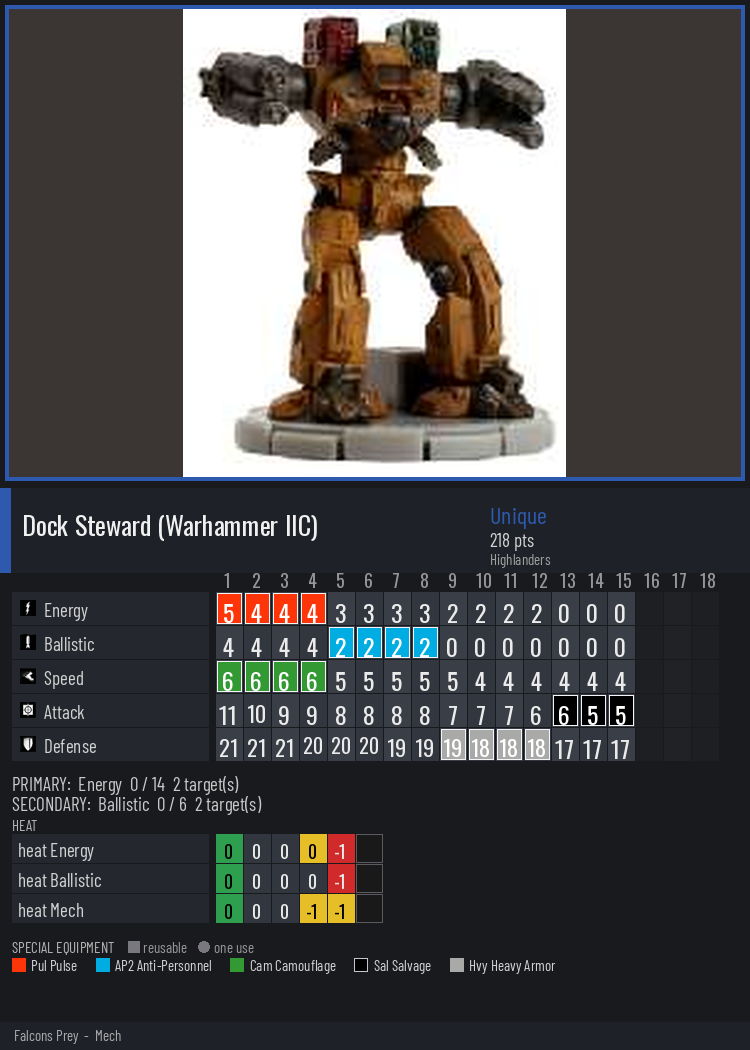 Dock Steward (Warhammer IIC)
Unique
218 pts
Highlanders
1 2 3 4 5 6 7 8 9 10 11 12 13 14 15 16 17 18
Energy 5 4 4 4 3 3 3 3 2 2 2 2 0 0 0
Ballistic 4 4 4 4 2 2 2 2 0 0 0 0 0 0 0
Speed 6 6 6 6 5 5 5 5 5 4 4 4 4 4 4
Attack 11 10 9 9 8 8 8 8 7 7 7 6 6 5 5
Defense 21 21 21 20 20 20 19 19 19 18 18 18 17 17 17
PRIMARY: Energy 0 / 14 2 target(s)
SECONDARY: Ballistic 0 / 6 2 target(s)
HEAT
heat Energy 0 0 0 0 -1
heat Ballistic 0 0 0 0 -1
heat Mech 0 0 0 -1 -1
SPECIAL EQUIPMENT reusable one use
Pul Pulse AP2 Anti-Personnel Cam Camouflage Sal Salvage Hvy Heavy Armor
Falcons Prey - Mech